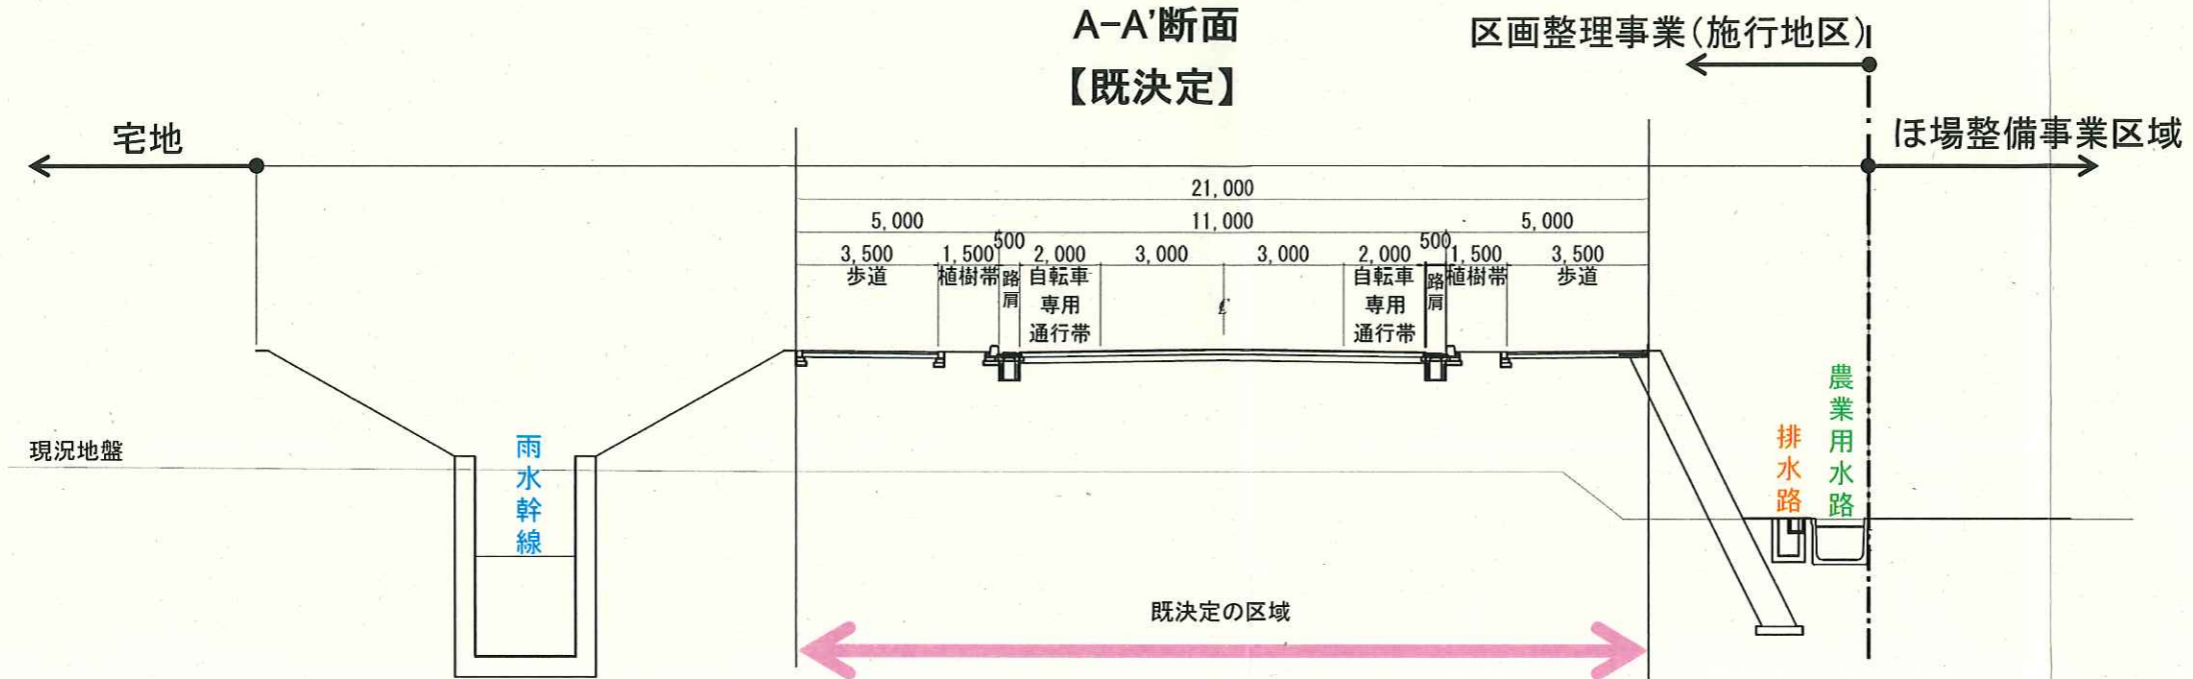 A-A'断面
【既決定】
区画整理事業(施行地区)
宅地
ほ場整備事業区域
21,000
5,000 11,000 5,000
3,500 1,500 500 2,000 3,000 3,000 2,000 500 1,500 3,500
歩道 植樹帯 路肩 自転車専用通行帯 自転車専用通行帯 路肩 植樹帯 歩道
現況地盤
雨水幹線
排水路
農業用水路
既決定の区域